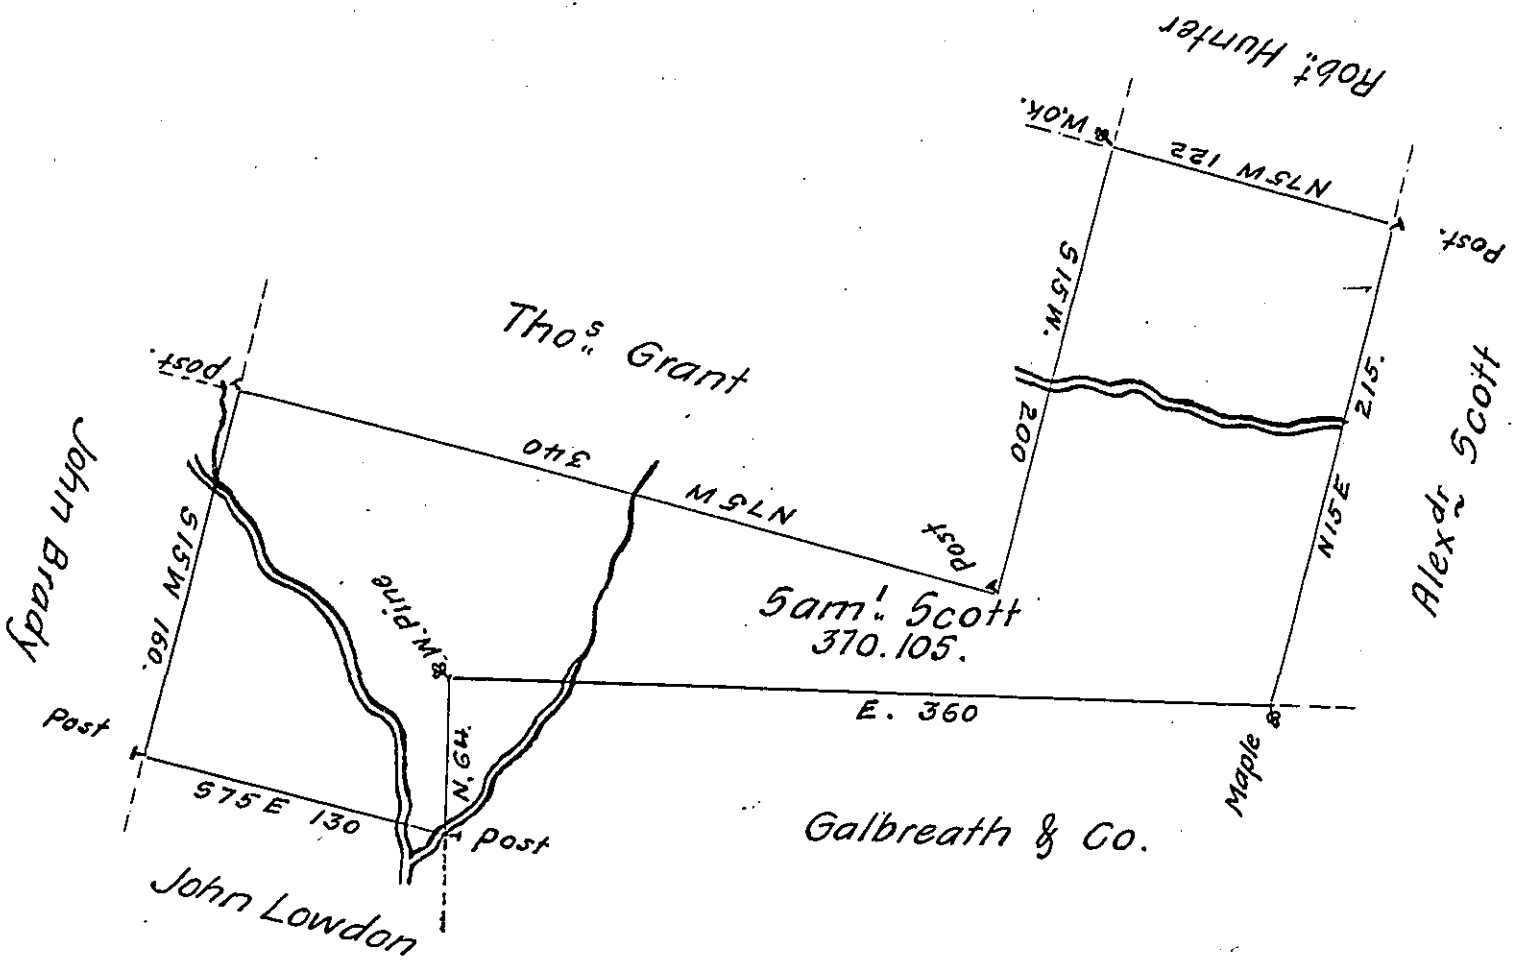 Robt. Hunter
W.ok.
N75W 122
Post.
S15W.
200
215.
N15E
Alexdr Scott
Thos. Grant
post.
340
N75W
Post
John Brady
S15W 160.
W.Pine
Saml. Scott
370.105.
E. 360
Maple
Post
S75E 130
N. 64.
Post
Galbreath & Co.
John Lowdon